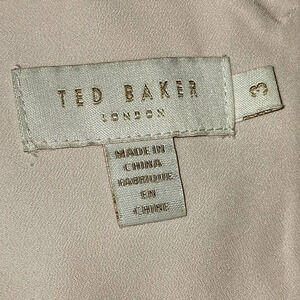 TED BAKER
LONDON
3
MADE IN
CHINA
FABRIQUE
EN
CHINE